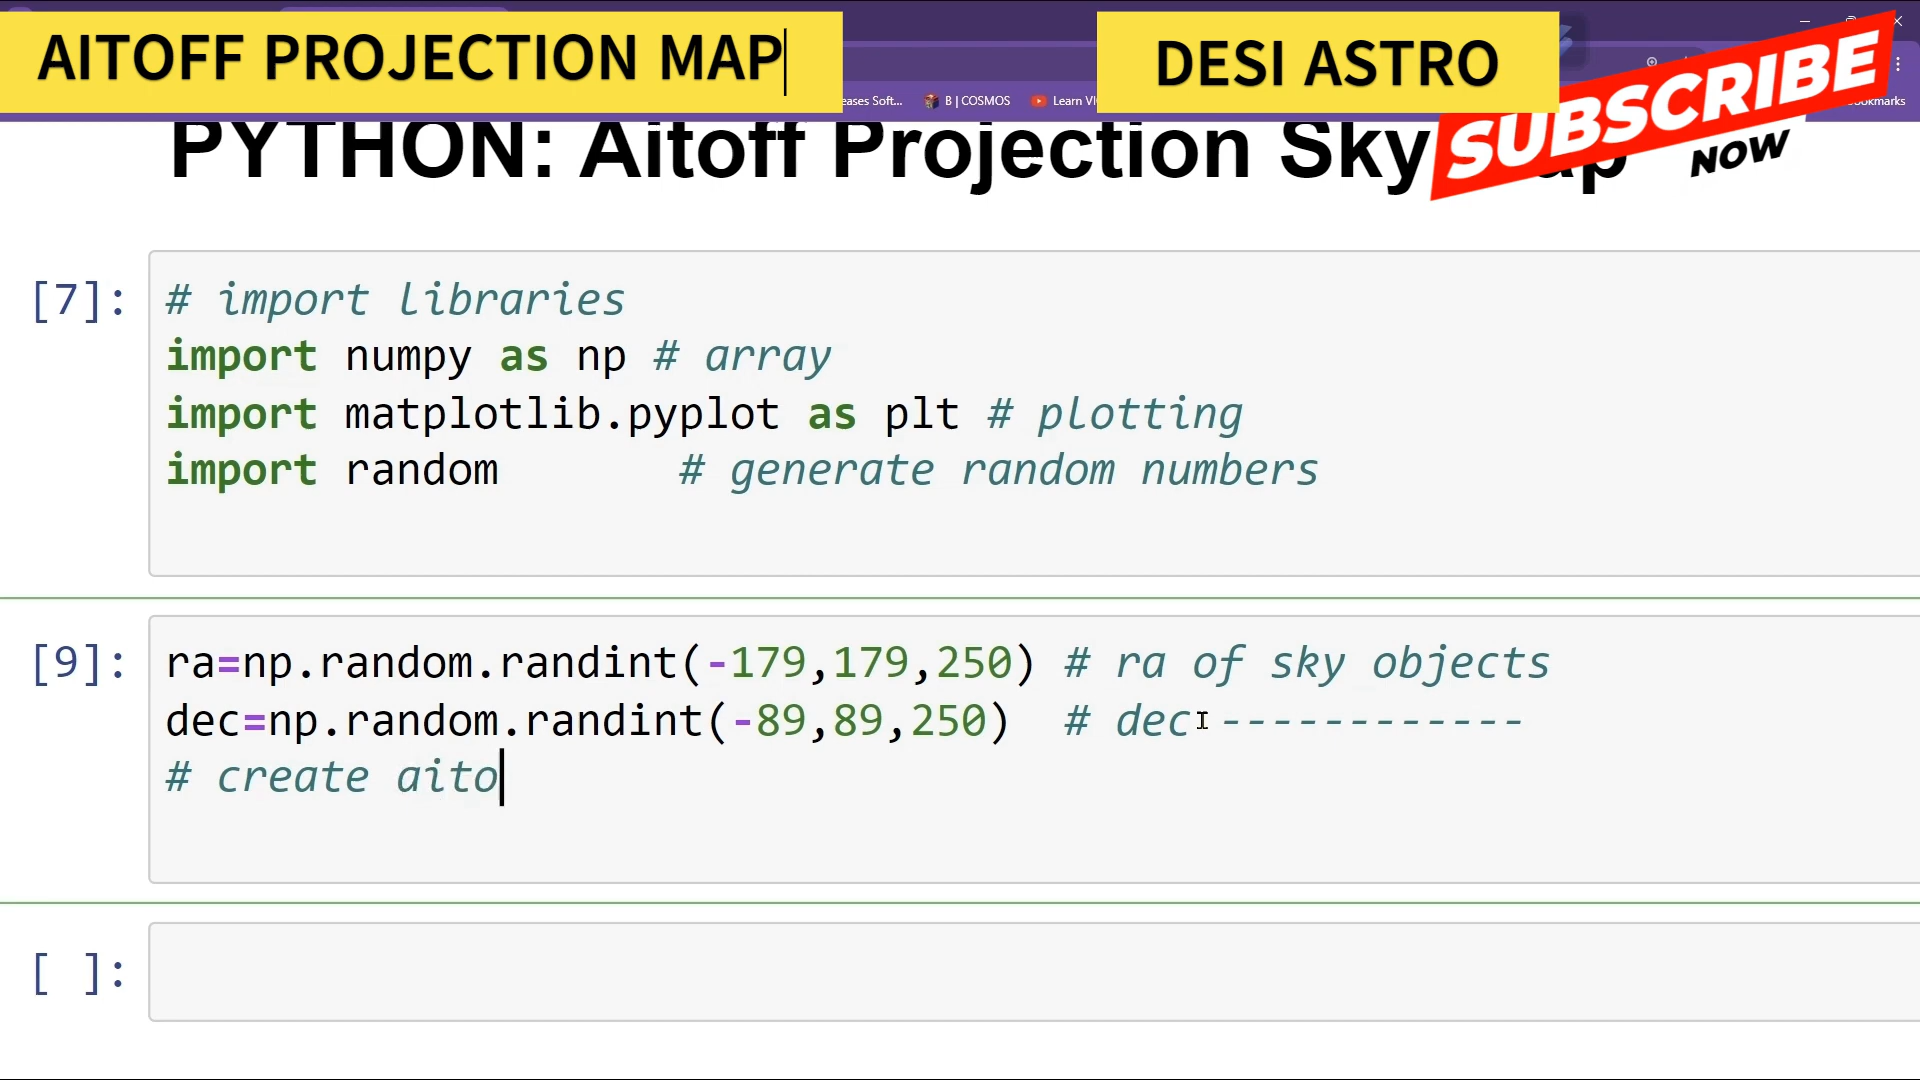 AITOFF PROJECTION MAP
DESI ASTRO
SUBSCRIBE
NOW
eases Soft...
B | COSMOS
Learn VI
ookmarks
PYTHON: Aitoff Projection Sky
[7]:
# import libraries
import numpy as np # array
import matplotlib.pyplot as plt # plotting
import random # generate random numbers
[9]:
ra=np.random.randint(-179,179,250) # ra of sky objects
dec=np.random.randint(-89,89,250) # dec ------------
# create aito
[ ]: